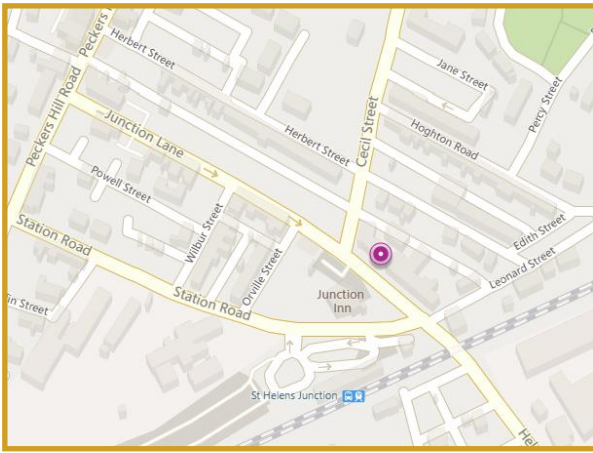 Peckers
Herbert Street
Jane Street
Percy Street
Peckers Hill Road
Junction Lane
Cecil Street
Hoghton Road
Herbert Street
Powell Street
Wilbur Street
Edith Street
Station Road
Orville Street
Leonard Street
Junction
Inn
Station Road
St Helens Junction